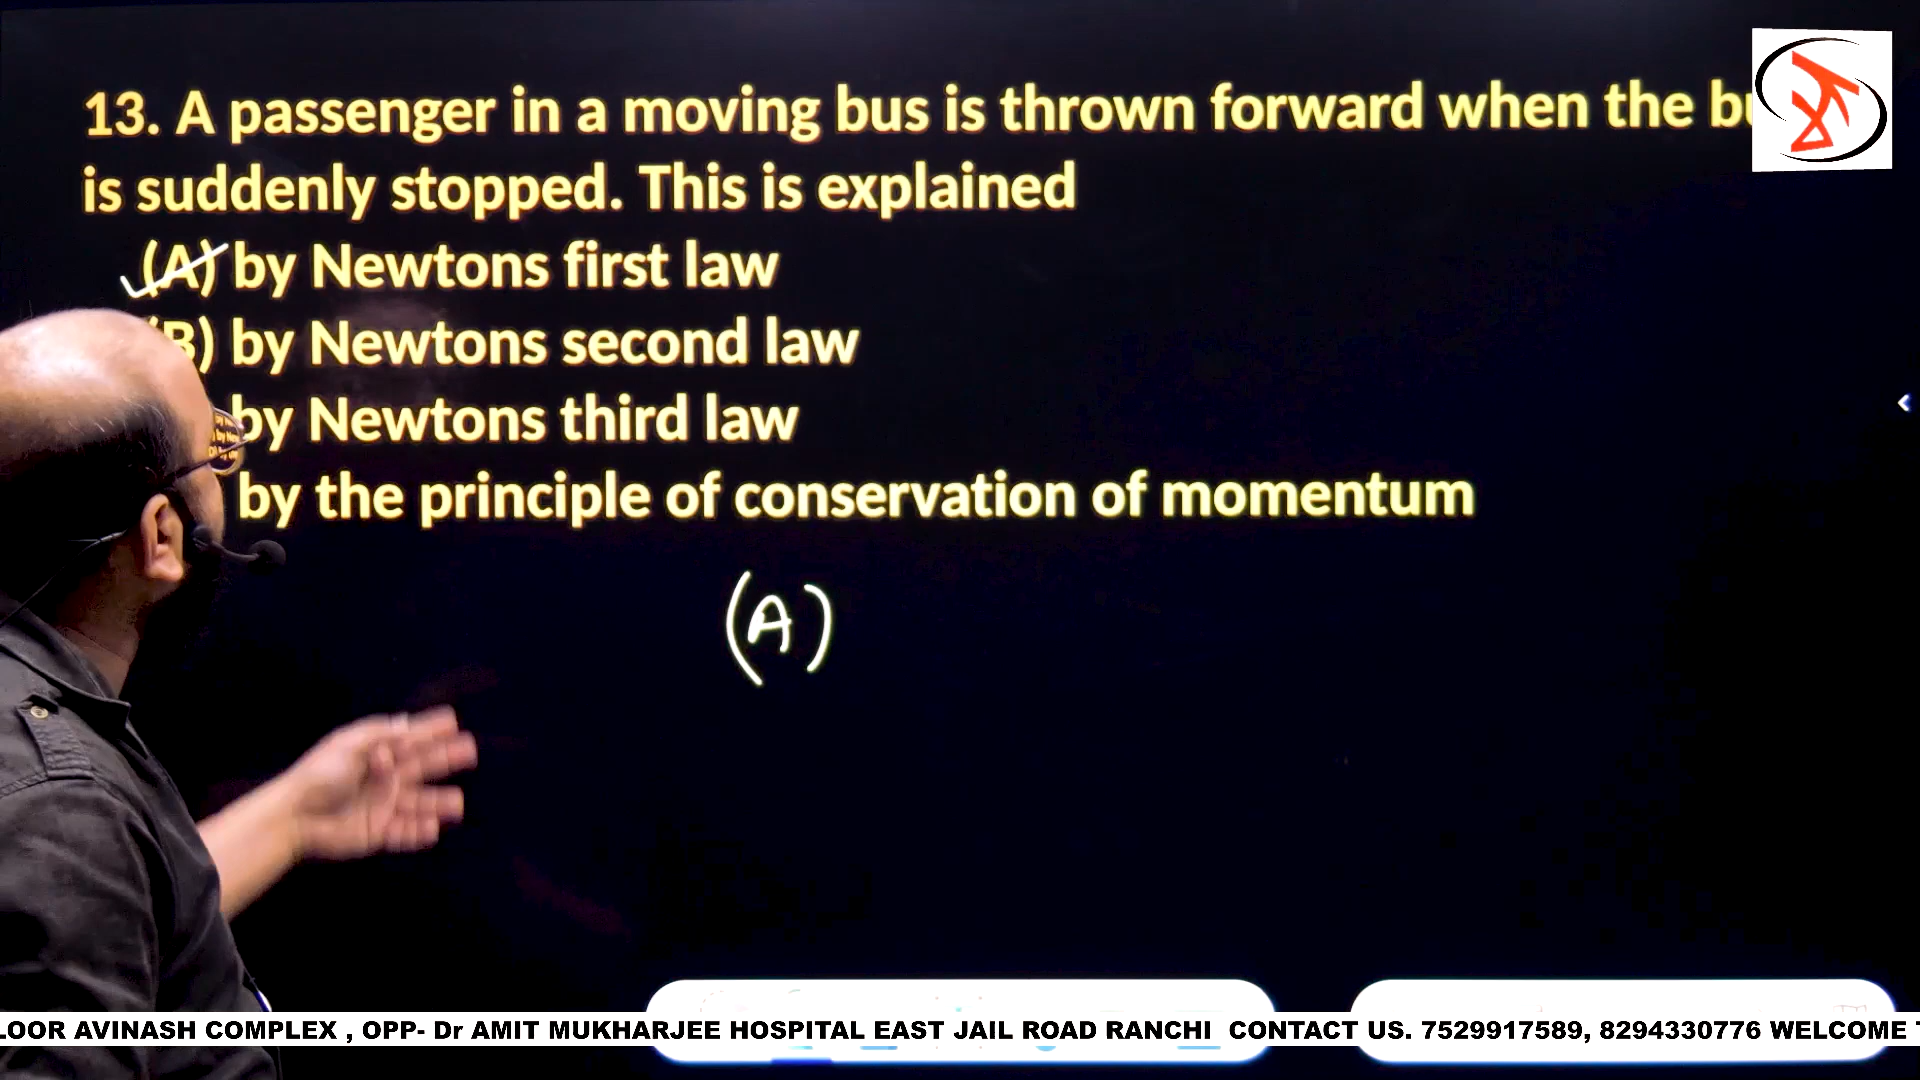 13. A passenger in a moving bus is thrown forward when the
is suddenly stopped. This is explained
(A) by Newtons first law
(B) by Newtons second law
by Newtons third law
by the principle of conservation of momentum
(A)
LOOR AVINASH COMPLEX , OPP- Dr AMIT MUKHARJEE HOSPITAL EAST JAIL ROAD RANCHI CONTACT US. 7529917589, 8294330776 WELCOME